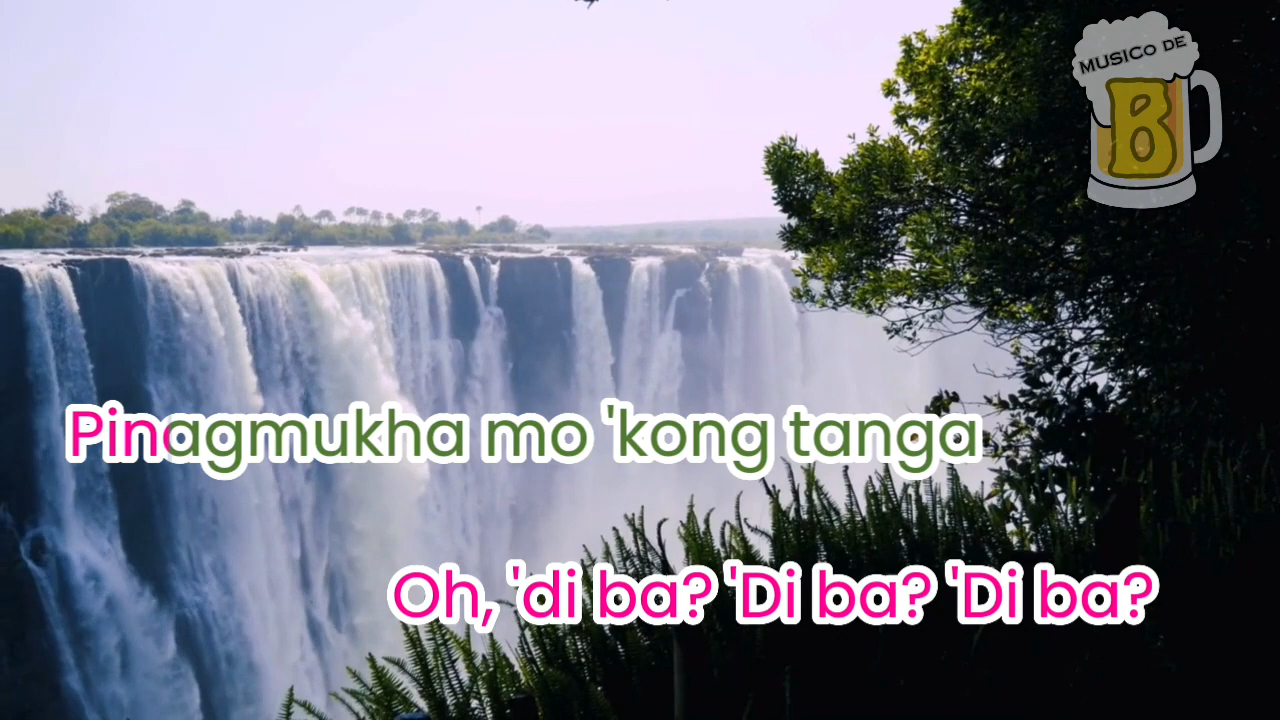 MUSICO DE
B
Pinagmukha mo 'kong tanga
Oh, 'di ba? 'Di ba? 'Di ba?